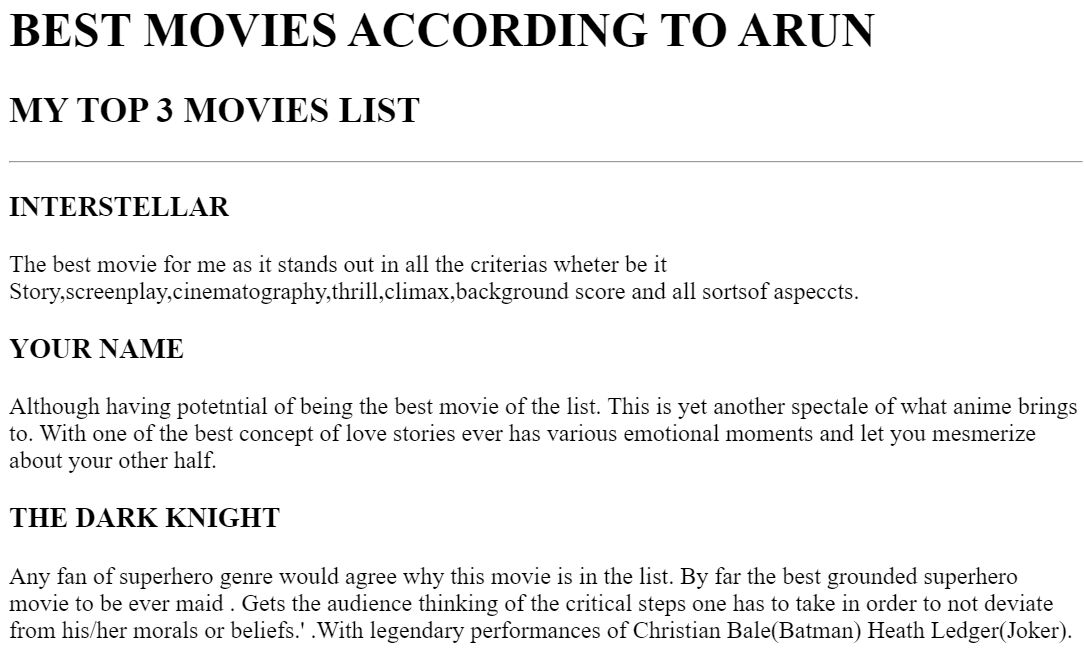 BEST MOVIES ACCORDING TO ARUN
MY TOP 3 MOVIES LIST
INTERSTELLAR
The best movie for me as it stands out in all the criterias wheter be it
Story,screenplay,cinematography,thrill,climax,background score and all sortsof aspeccts.
YOUR NAME
Although having potetntial of being the best movie of the list. This is yet another spectale of what anime brings
to. With one of the best concept of love stories ever has various emotional moments and let you mesmerize
about your other half.
THE DARK KNIGHT
Any fan of superhero genre would agree why this movie is in the list. By far the best grounded superhero
movie to be ever maid . Gets the audience thinking of the critical steps one has to take in order to not deviate
from his/her morals or beliefs.' .With legendary performances of Christian Bale(Batman) Heath Ledger(Joker).